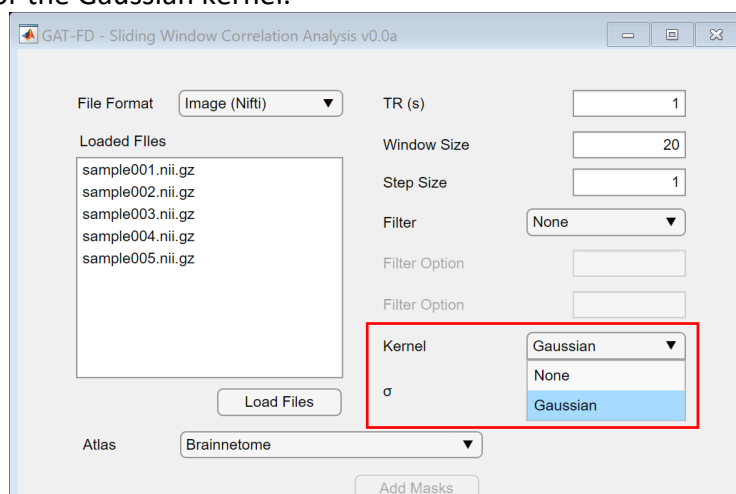 or the Gaussian kernel.
GAT-FD - Sliding Window Correlation Analysis v0.0a
File Format
Image (Nifti)
Loaded FIles
sample001.nii.gz
sample002.nii.gz
sample003.nii.gz
sample004.nii.gz
sample005.nii.gz
Load Files
TR (s)
1
Window Size
20
Step Size
1
Filter
None
Filter Option
Filter Option
Kernel
Gaussian
None
Gaussian
σ
Atlas
Brainnetome
Add Masks